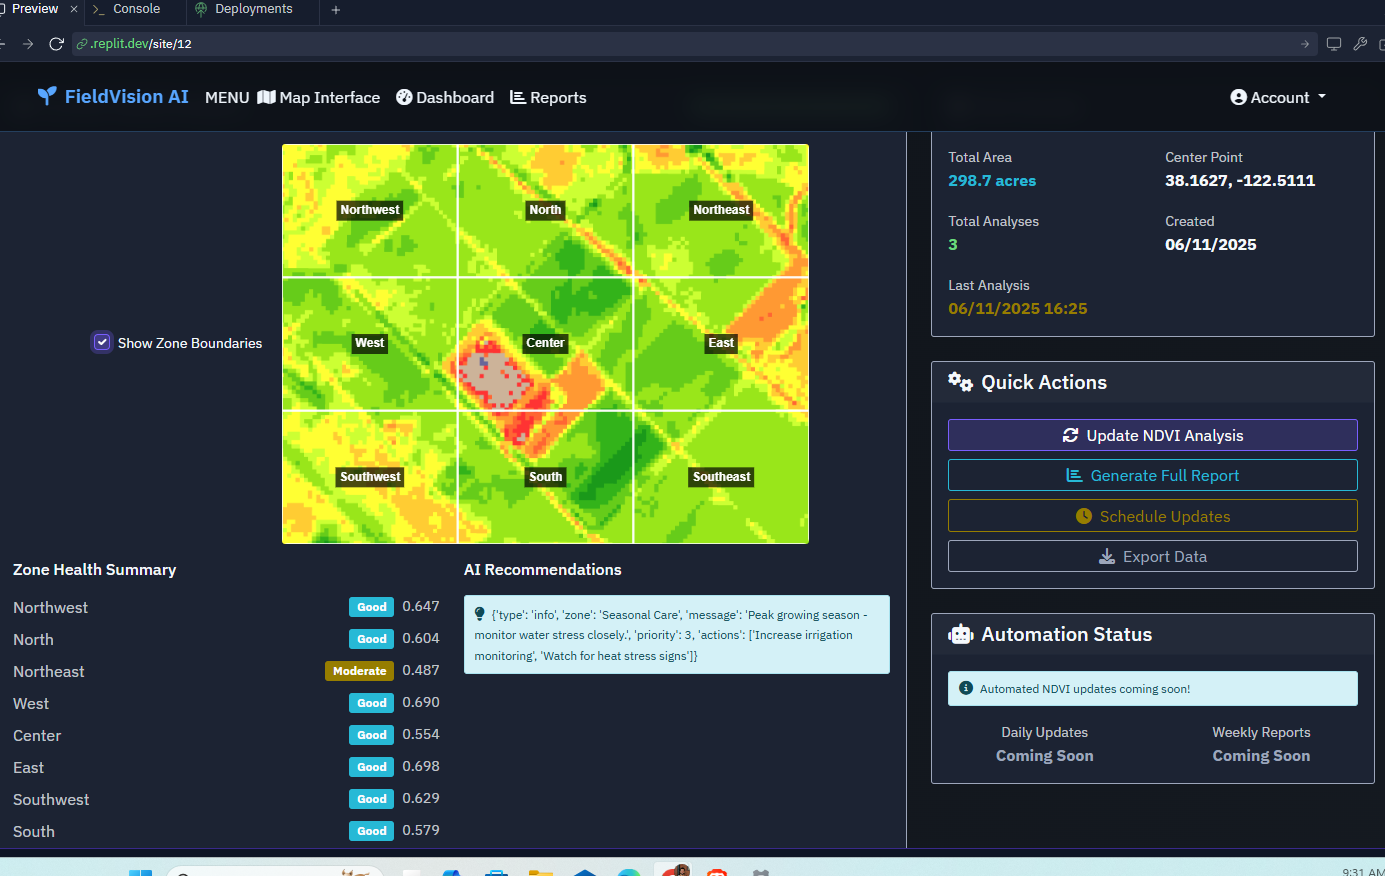 Preview
Console
Deployments
.replit.dev/site/12
FieldVision AI
MENU
Map Interface
Dashboard
Reports
Account
Show Zone Boundaries
Northwest
North
Northeast
West
Center
East
Southwest
South
Southeast
Zone Health Summary
Northwest Good 0.647
North Good 0.604
Northeast Moderate 0.487
West Good 0.690
Center Good 0.554
East Good 0.698
Southwest Good 0.629
South Good 0.579
AI Recommendations
{'type': 'info', 'zone': 'Seasonal Care', 'message': 'Peak growing season -
monitor water stress closely.', 'priority': 3, 'actions': ['Increase irrigation
monitoring', 'Watch for heat stress signs']}
Total Area
298.7 acres
Center Point
38.1627, -122.5111
Total Analyses
3
Created
06/11/2025
Last Analysis
06/11/2025 16:25
Quick Actions
Update NDVI Analysis
Generate Full Report
Schedule Updates
Export Data
Automation Status
Automated NDVI updates coming soon!
Daily Updates
Coming Soon
Weekly Reports
Coming Soon
9:31 AM